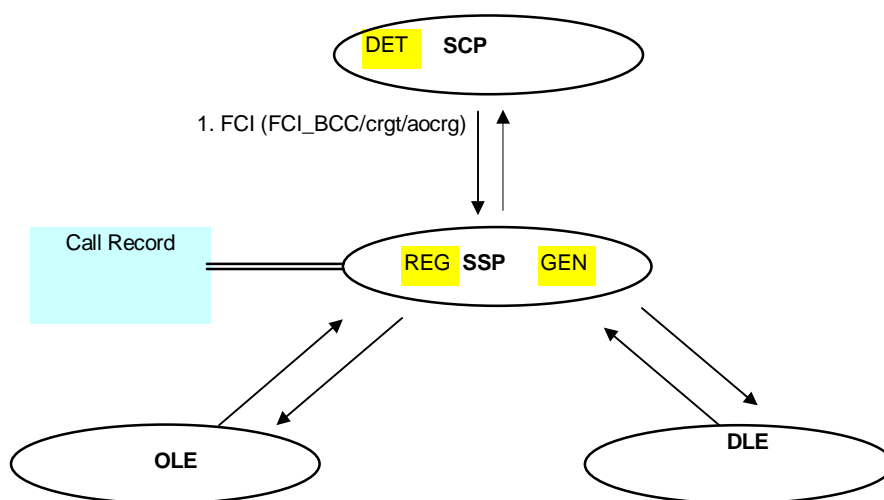 DET SCP
1. FCI (FCI_BCC/crgt/aocrg)
Call Record
REG SSP GEN
OLE
DLE